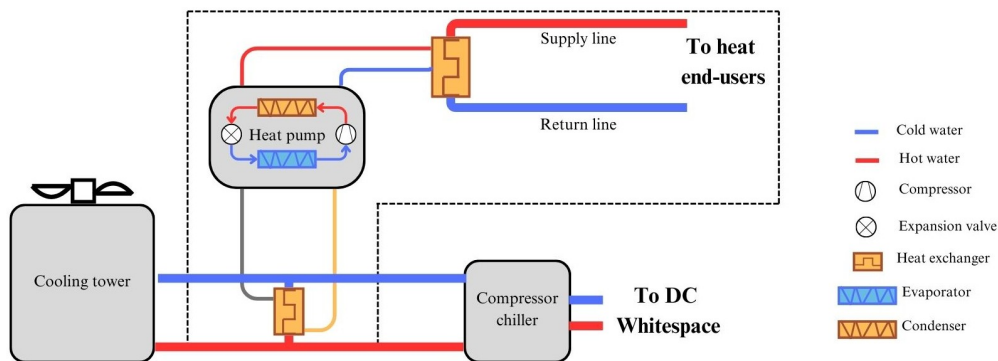 Supply line
To heat
end-users
Return line
Heat pump
Cooling tower
Compressor
chiller
To DC
Whitespace
Cold water
Hot water
Compressor
Expansion valve
Heat exchanger
Evaporator
Condenser